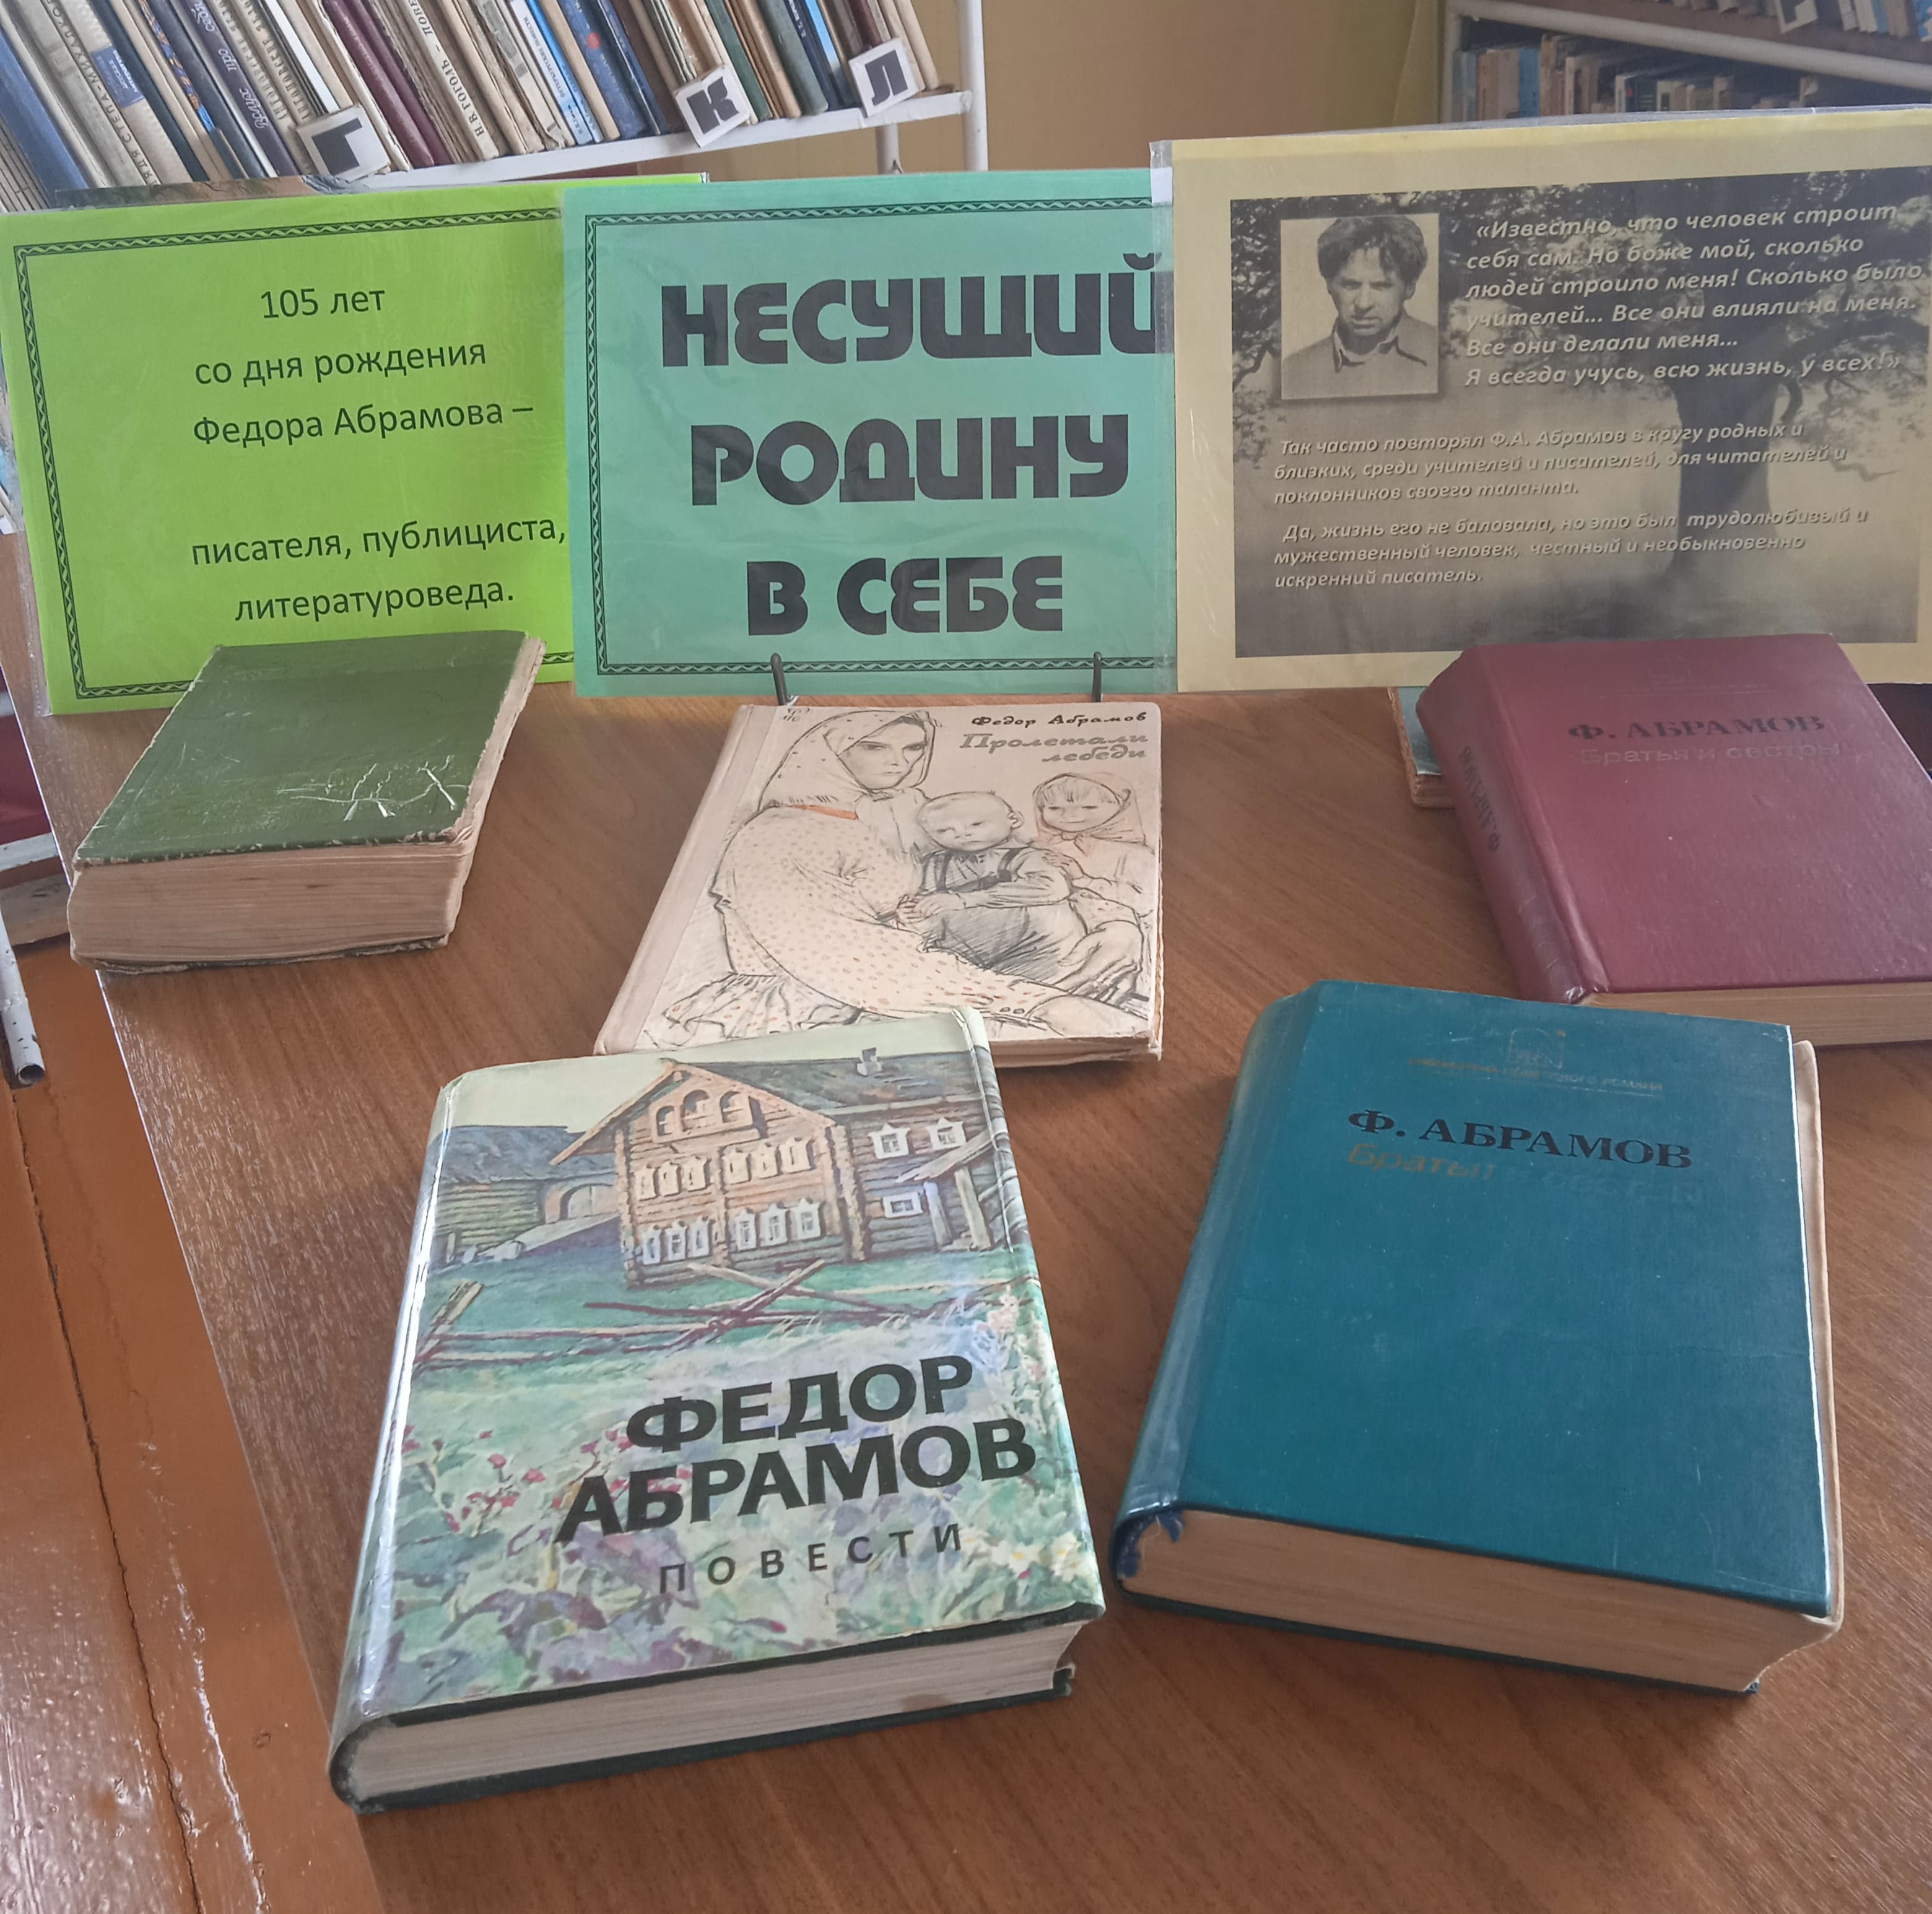 Н.В. ГОГОЛЬ –
Г
К
Л
105 лет
со дня рождения
Федора Абрамова –
писателя, публициста,
литературоведа.
НЕСУЩИЙ
РОДИНУ
В СЕБЕ
«Известно, что человек строит
себя сам. Но боже мой, сколько
людей строило меня! Сколько было
учителей... Все они влияли на меня.
Все они делали меня...
Я всегда учусь, всю жизнь, у всех!»
Так часто повторял Ф.А. Абрамов в кругу родных и
близких, среди учителей и писателей, для читателей и
поклонников своего таланта.
Да, жизнь его не баловала, но это был трудолюбивый и
мужественный человек, честный и необыкновенно
искренний писатель.
Федор Абрамов
Пролетали
лебеди
Ф. АБРАМОВ
Братья и сестры
Ф. АБРАМОВ
Ф. АБРАМОВ
Братья
ФЕДОР
АБРАМОВ
ПОВЕСТИ